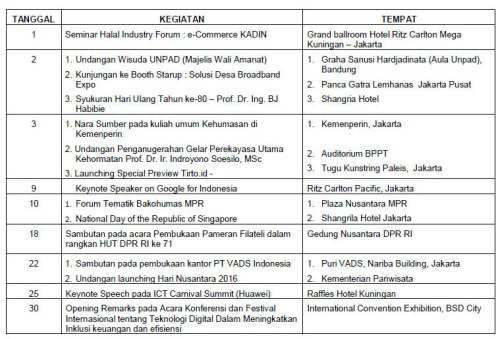 TANGGAL KEGIATAN TEMPAT
1 Seminar Halal Industry Forum : e-Commerce KADIN Grand ballroom Hotel Ritz Carlton Mega
Kuningan – Jakarta
2 1. Undangan Wisuda UNPAD (Majelis Wali Amanat) 1. Graha Sanusi Hardjadinata (Aula Unpad),
Bandung
2. Kunjungan ke Booth Starup : Solusi Desa Broadband
Expo
2. Panca Gatra Lemhanas Jakarta Pusat
3. Syukuran Hari Ulang Tahun ke-80 – Prof. Dr. Ing. BJ
Habibie
3. Shangria Hotel
3 1. Nara Sumber pada kuliah umum Kehumasan di
Kemenperin
1. Kemenperin, Jakarta
2. Undangan Penganugerahan Gelar Perekayasa Utama
Kehormatan Prof. Dr. Ir. Indroyono Soesilo, MSc
2. Auditorium BPPT
3. Launching Special Preview Tirto.id -
3. Tugu Kunstring Paleis, Jakarta
9 Keynote Speaker on Google for Indonesia Ritz Carlton Pacific, Jakarta
10 1. Forum Tematik Bakohumas MPR 1. Plaza Nusantara MPR
2. National Day of the Republic of Singapore 2. Shangrila Hotel Jakarta
18 Sambutan pada acara Pembukaan Pameran Filateli dalam
rangkan HUT DPR RI ke 71
Gedung Nusantara DPR RI
22 1. Sambutan pada pembukaan kantor PT VADS Indonesia 1. Puri VADS, Nariba Building, Jakarta
2. Undangan launching Hari Nusantara 2016 2. Kementerian Pariwisata
25 Keynote Speech pada ICT Carnival Summit (Huawei) Raffles Hotel Kuningan
30 Opening Remarks pada Acara Konferensi dan Festival
Internasional tentang Teknologi Digital Dalam Meningkatkan
Inklusi keuangan dan efisiensi
International Convention Exhibition, BSD City